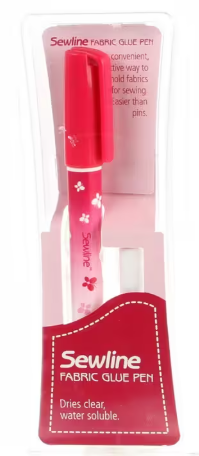 Sewline FABRIC GLUE PEN
convenient,
tive way to
hold fabrics
for sewing.
Easier than
pins.
Sewline
Sewline
FABRIC GLUE PEN
Dries clear,
water soluble.